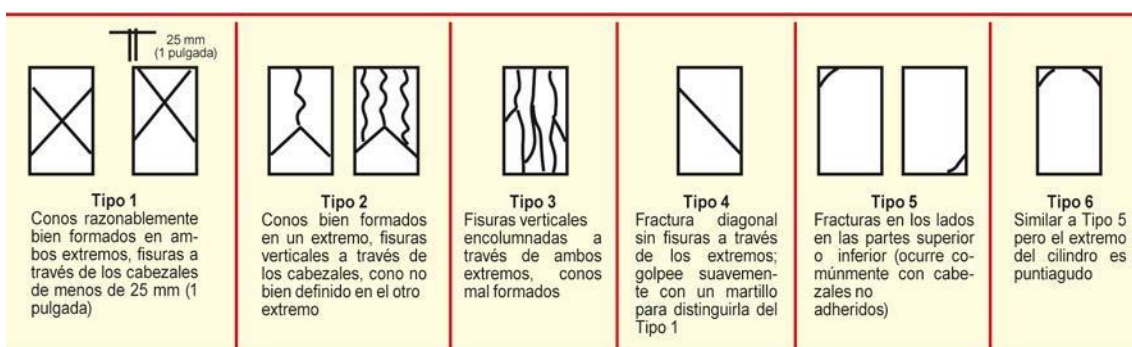 25 mm
(1 pulgada)
Tipo 1
Conos razonablemente
bien formados en am-
bos extremos, fisuras a
través de los cabezales
de menos de 25 mm (1
pulgada)
Tipo 2
Conos bien formados
en un extremo, fisuras
verticales a través de
los cabezales, cono no
bien definido en el otro
extremo
Tipo 3
Fisuras verticales
encolumnadas a
través de ambos
extremos, conos
mal formados
Tipo 4
Fractura diagonal
sin fisuras a través
de los extremos;
golpee suavemen-
te con un martillo
para distinguirla del
Tipo 1
Tipo 5
Fracturas en los lados
en las partes superior
o inferior (ocurre co-
múnmente con cabe-
zales no
adheridos)
Tipo 6
Similar a Tipo 5
pero el extremo
del cilindro es
puntiagudo